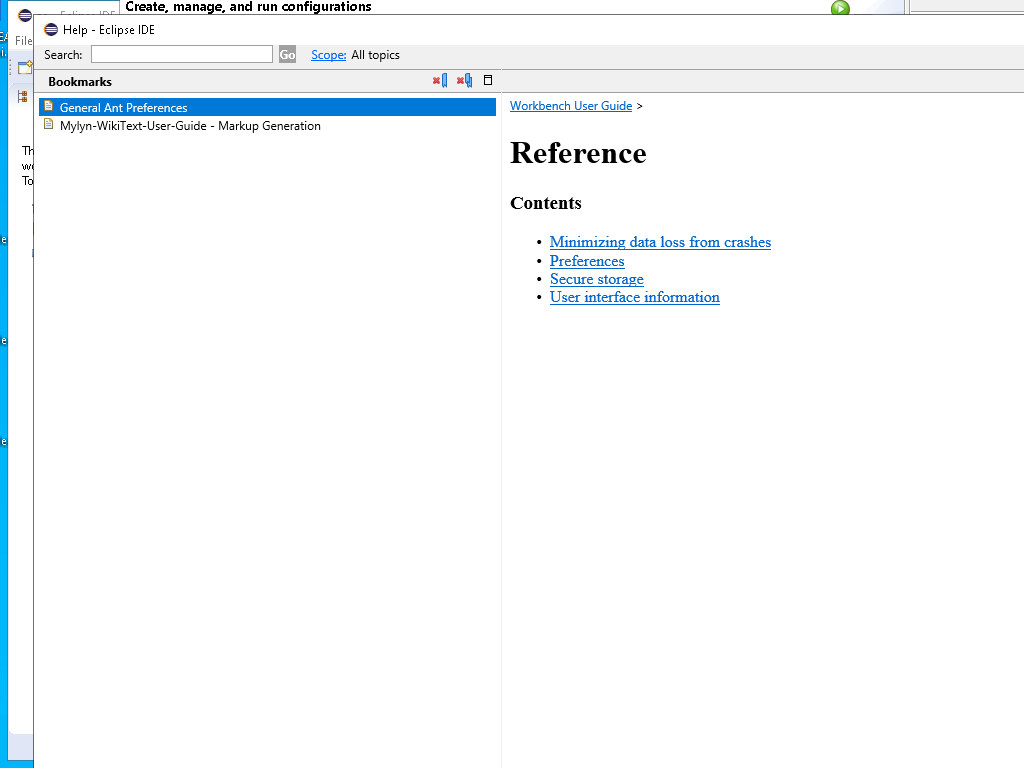 Create, manage, and run configurations
File
Help - Eclipse IDE
Search:
Go
Scope:
All topics
Bookmarks
General Ant Preferences
Mylyn-WikiText-User-Guide - Markup Generation
Workbench User Guide >
Reference
Contents
• Minimizing data loss from crashes
• Preferences
• Secure storage
• User interface information